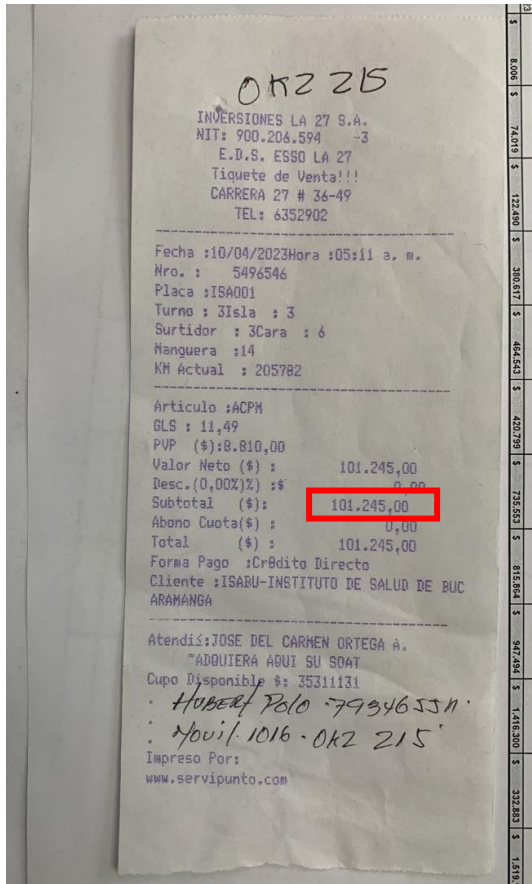 OKZ 215
INVERSIONES LA 27 S.A.
NIT: 900.206.594 -3
E.D.S. ESSO LA 27
Tiquete de Venta!!!
CARRERA 27 # 36-49
TEL: 6352902
Fecha :10/04/2023Hora :05:11 a. m.
Nro. : 5496546
Placa :ISA001
Turno : 3Isla : 3
Surtidor : 3Cara : 6
Manguera :14
KM Actual : 205782
Articulo :ACPM
GLS : 11,49
PVP ($):8.810,00
Valor Neto ($) : 101.245,00
Desc.(0,00%)%) :$ 0,00
Subtotal ($): 101.245,00
Abono Cuota($) : 0,00
Total ($) : 101.245,00
Forma Pago :Cr8dito Directo
Cliente :ISABU-INSTITUTO DE SALUD DE BUC
ARAMANGA
Atendi¾:JOSE DEL CARMEN ORTEGA A.
"ADQUIERA AQUI SU SOAT
Cupo Disponible $: 35311131
HUBERT Polo
Movil 1016 - OKZ 215
Impreso Por:
www.servipunto.com
$ 8.006 $ 74.019 $ 122.490 $ 380.617 $ 464.543 $ 420.799 $ 735.553 $ 815.864 $ 947.494 $ 1.416.300 $ 332.883 $ 1.519.